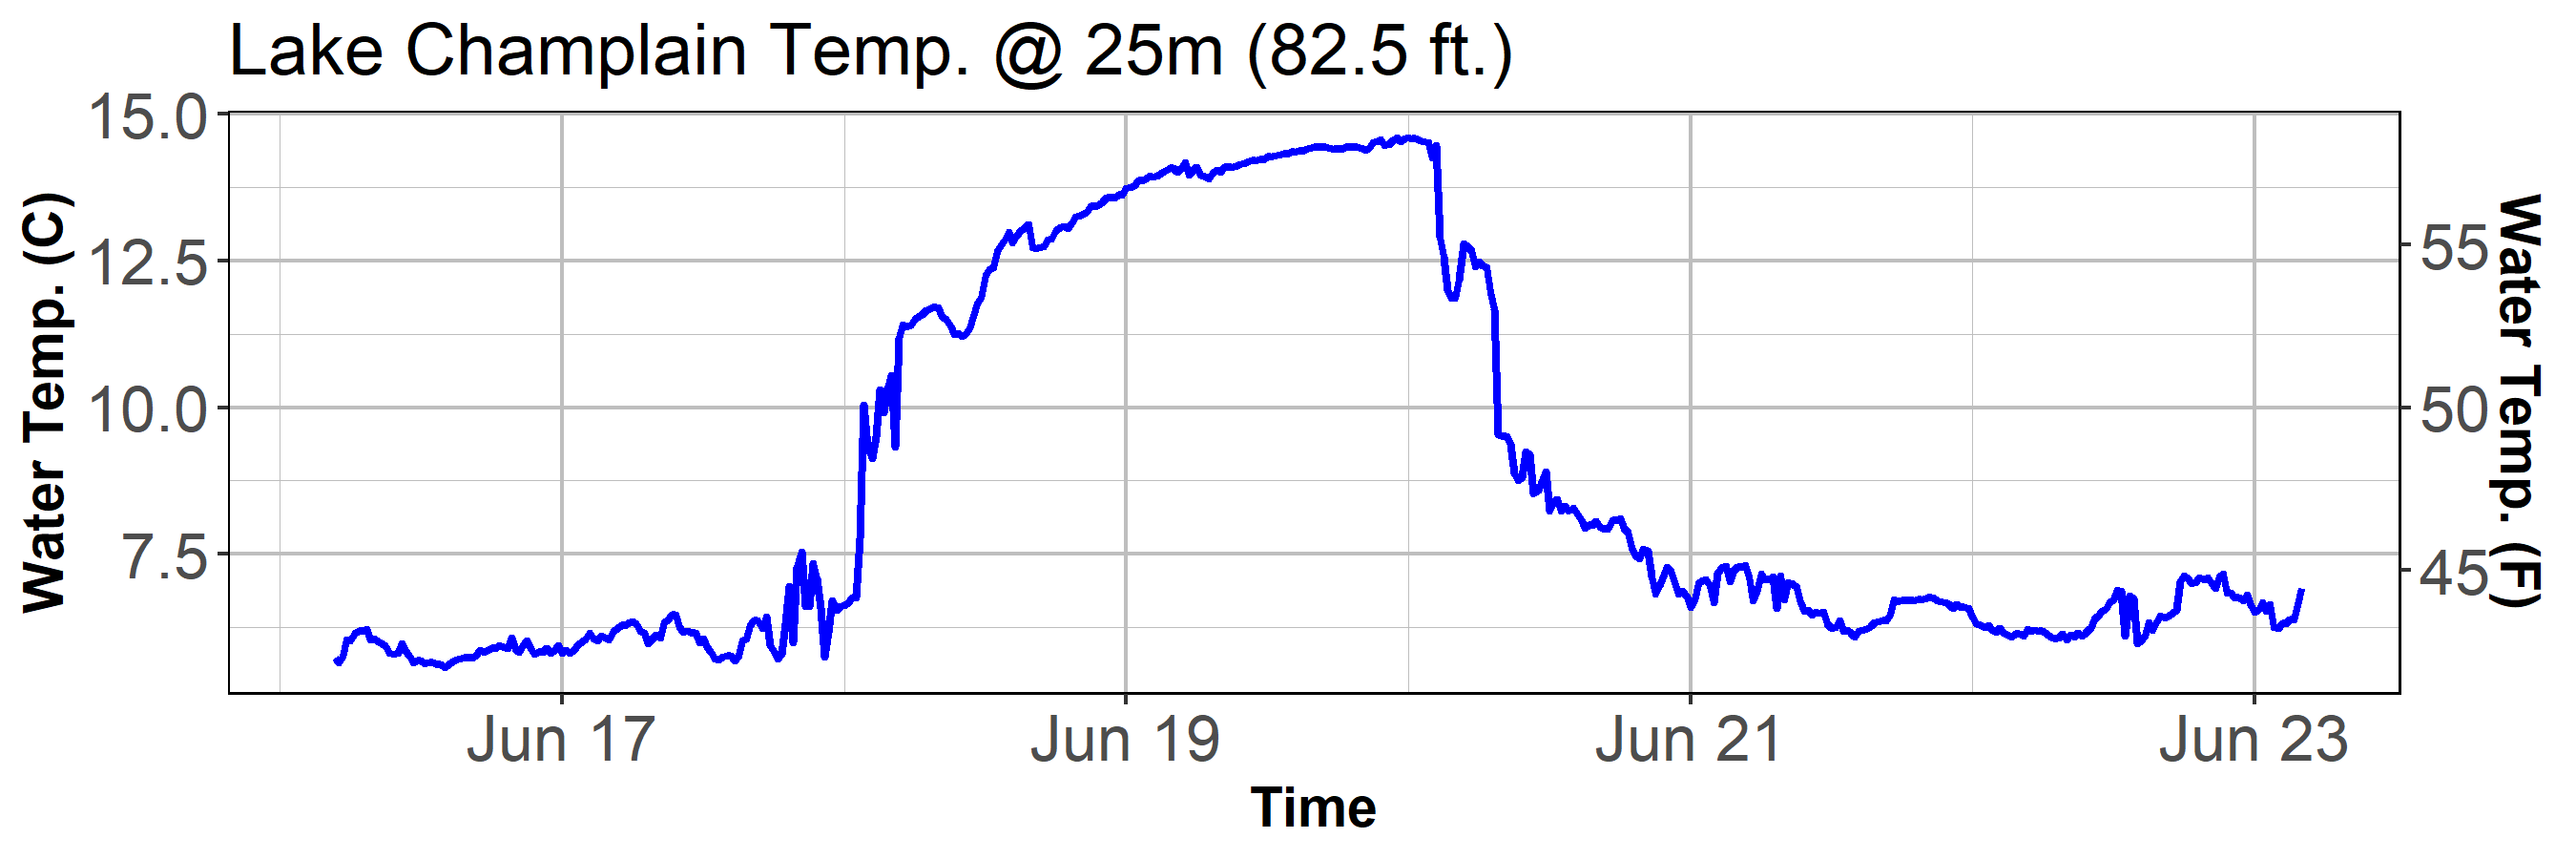 Lake Champlain Temp. @ 25m (82.5 ft.)
Water Temp. (C)
15.0
12.5
10.0
7.5
55
50
45
Water Temp. (F)
Jun 17 Jun 19 Jun 21 Jun 23
Time